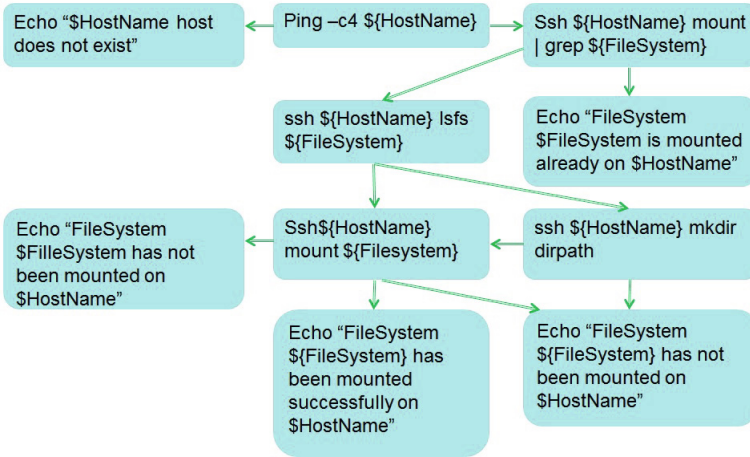 Echo “$HostName host
does not exist”
Ping –c4 ${HostName}
Ssh ${HostName} mount
| grep ${FileSystem}
ssh ${HostName} lsfs
${FileSystem}
Echo “FileSystem
$FileSystem is mounted
already on $HostName”
Echo “FileSystem
$FilleSystem has not
been mounted on
$HostName”
Ssh${HostName}
mount ${Filesystem}
ssh ${HostName} mkdir
dirpath
Echo “FileSystem
${FileSystem} has
been mounted
successfully on
$HostName”
Echo “FileSystem
${FileSystem} has not
been mounted on
$HostName”